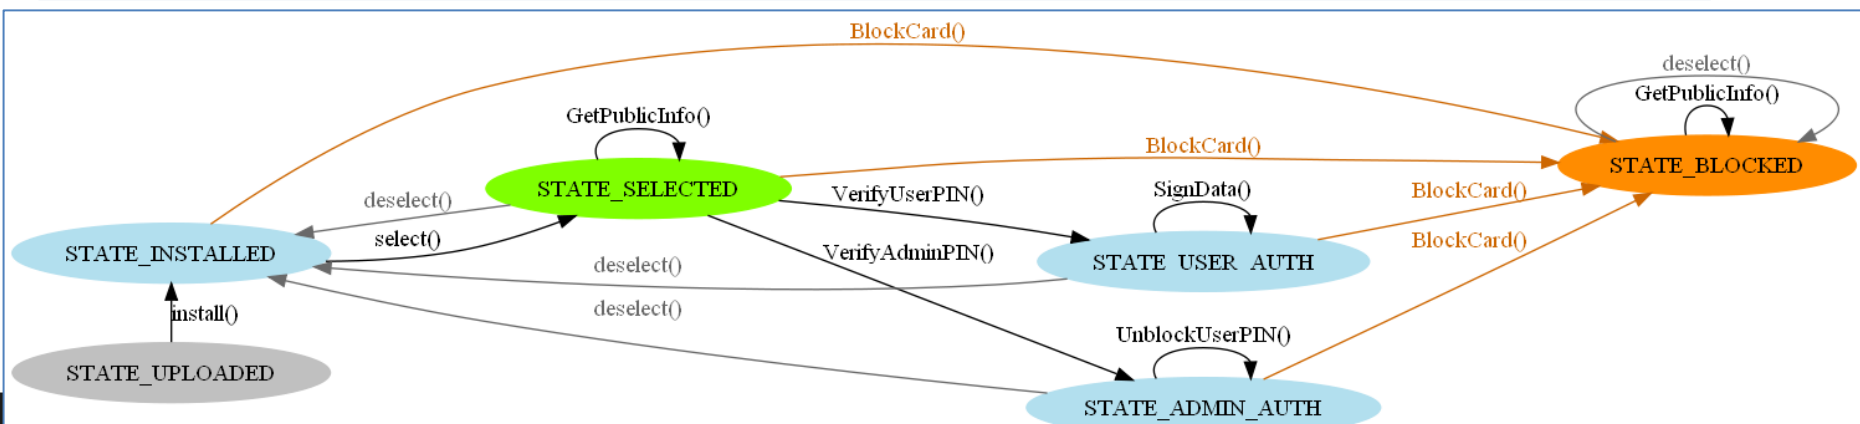 BlockCard()
deselect()
GetPublicInfo()
GetPublicInfo()
BlockCard()
STATE_BLOCKED
STATE_SELECTED
VerifyUserPIN()
SignData()
BlockCard()
deselect()
select()
STATE_INSTALLED
VerifyAdminPIN()
BlockCard()
deselect()
STATE_USER_AUTH
install()
deselect()
UnblockUserPIN()
STATE_UPLOADED
STATE_ADMIN_AUTH